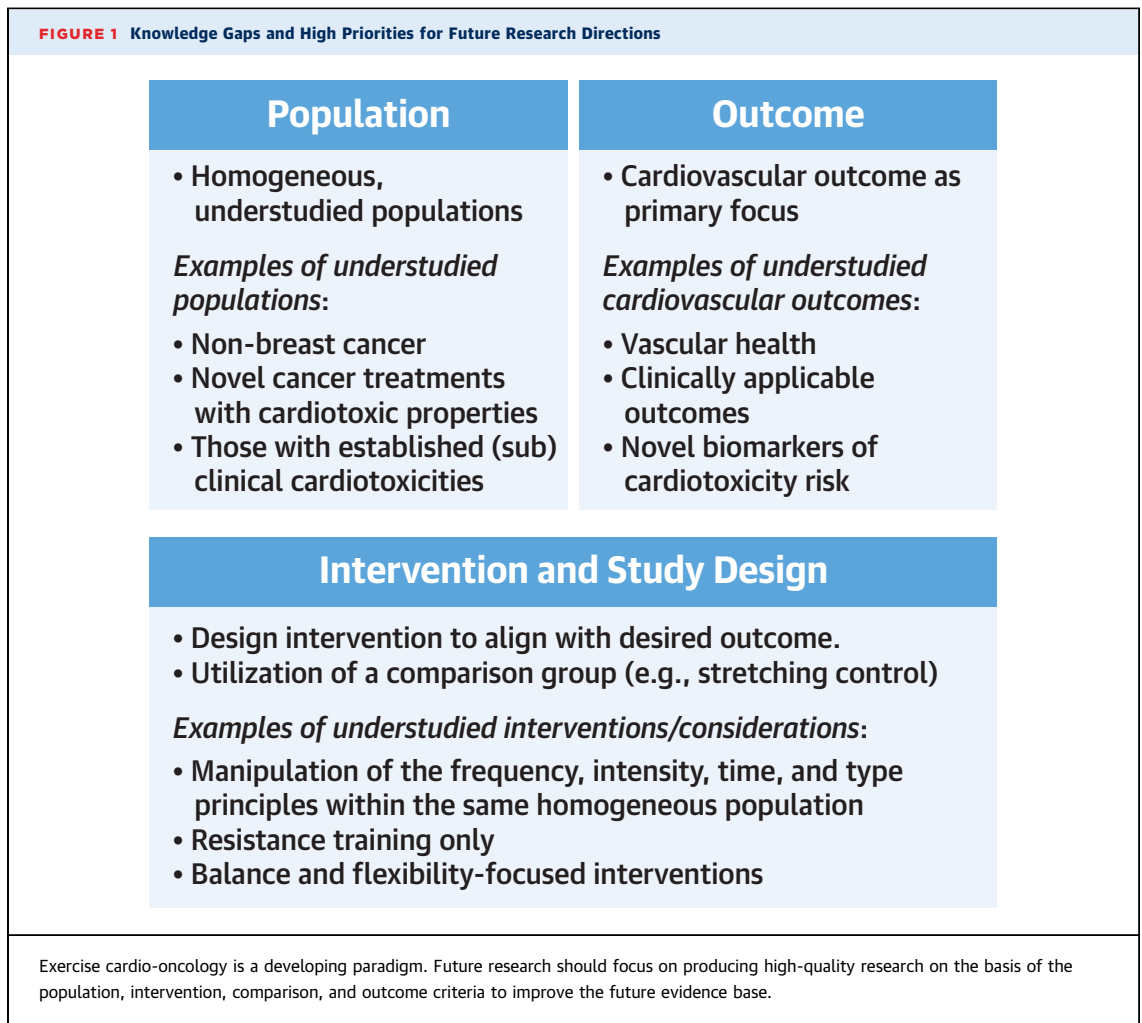 FIGURE 1 Knowledge Gaps and High Priorities for Future Research Directions
Population
• Homogeneous,
understudied populations
Examples of understudied
populations:
• Non-breast cancer
• Novel cancer treatments
with cardiotoxic properties
• Those with established (sub)
clinical cardiotoxicities
Outcome
• Cardiovascular outcome as
primary focus
Examples of understudied
cardiovascular outcomes:
• Vascular health
• Clinically applicable
outcomes
• Novel biomarkers of
cardiotoxicity risk
Intervention and Study Design
• Design intervention to align with desired outcome.
• Utilization of a comparison group (e.g., stretching control)
Examples of understudied interventions/considerations:
• Manipulation of the frequency, intensity, time, and type
principles within the same homogeneous population
• Resistance training only
• Balance and flexibility-focused interventions
Exercise cardio-oncology is a developing paradigm. Future research should focus on producing high-quality research on the basis of the
population, intervention, comparison, and outcome criteria to improve the future evidence base.